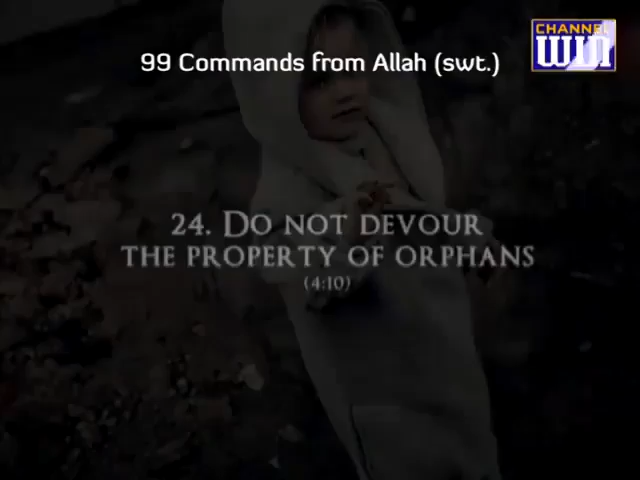 CHANNEL
WIN
99 Commands from Allah (swt.)
24. DO NOT DEVOUR
THE PROPERTY OF ORPHANS
(4:10)